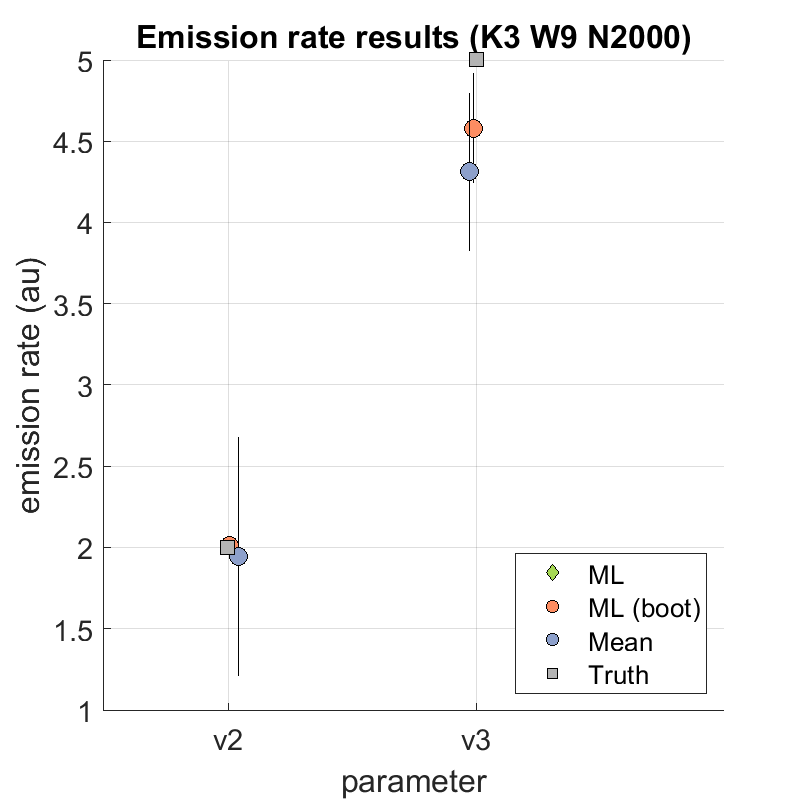 Emission rate results (K3 W9 N2000)
5
4.5
4
3.5
3
2.5
2
1.5
1
emission rate (au)
v2
v3
parameter
ML
ML (boot)
Mean
Truth